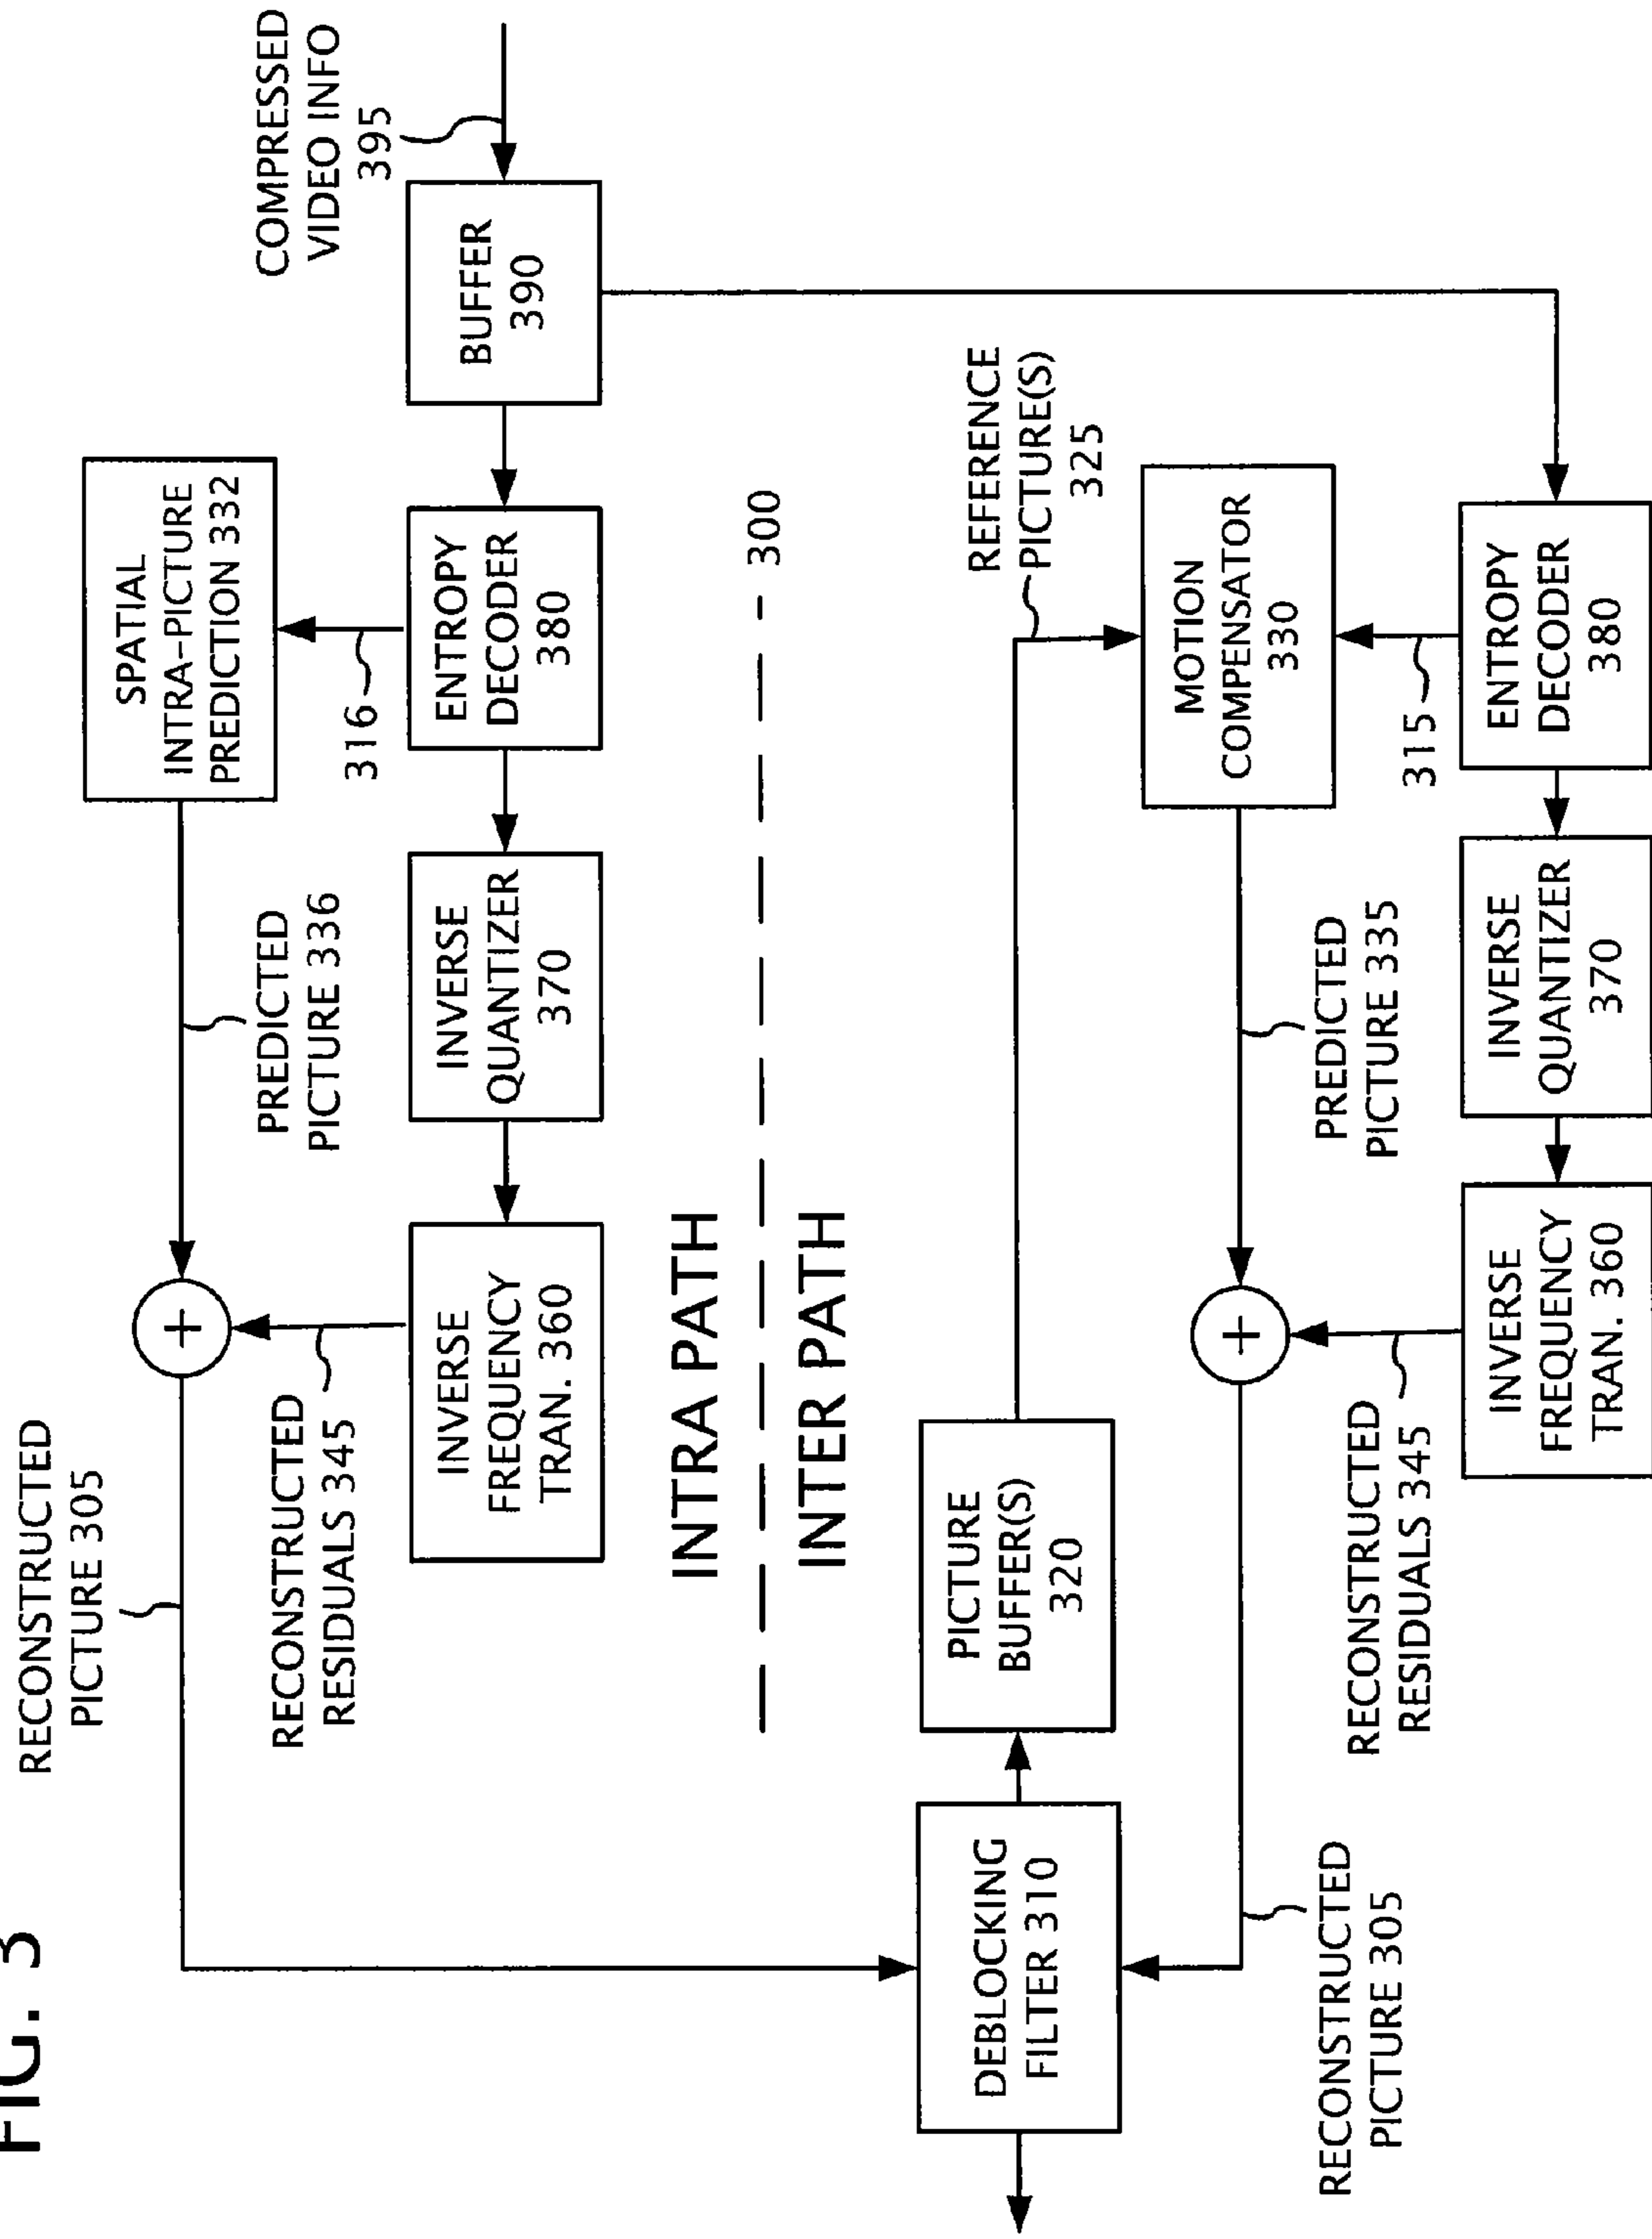 FIG. 3
RECONSTRUCTED
PICTURE 305
PREDICTED
PICTURE 336
SPATIAL
INTRA-PICTURE
PREDICTION 332
COMPRESSED
VIDEO INFO
395
RECONSTRUCTED
RESIDUALS 345
316
INVERSE
FREQUENCY
TRAN. 360
INVERSE
QUANTIZER
370
ENTROPY
DECODER
380
BUFFER
390
INTRA PATH
300
INTER PATH
DEBLOCKING
FILTER 310
PICTURE
BUFFER(S)
320
REFERENCE
PICTURE(S)
325
MOTION
COMPENSATOR
330
RECONSTRUCTED
PICTURE 305
RECONSTRUCTED
RESIDUALS 345
PREDICTED
PICTURE 335
315
INVERSE
FREQUENCY
TRAN. 360
INVERSE
QUANTIZER
370
ENTROPY
DECODER
380